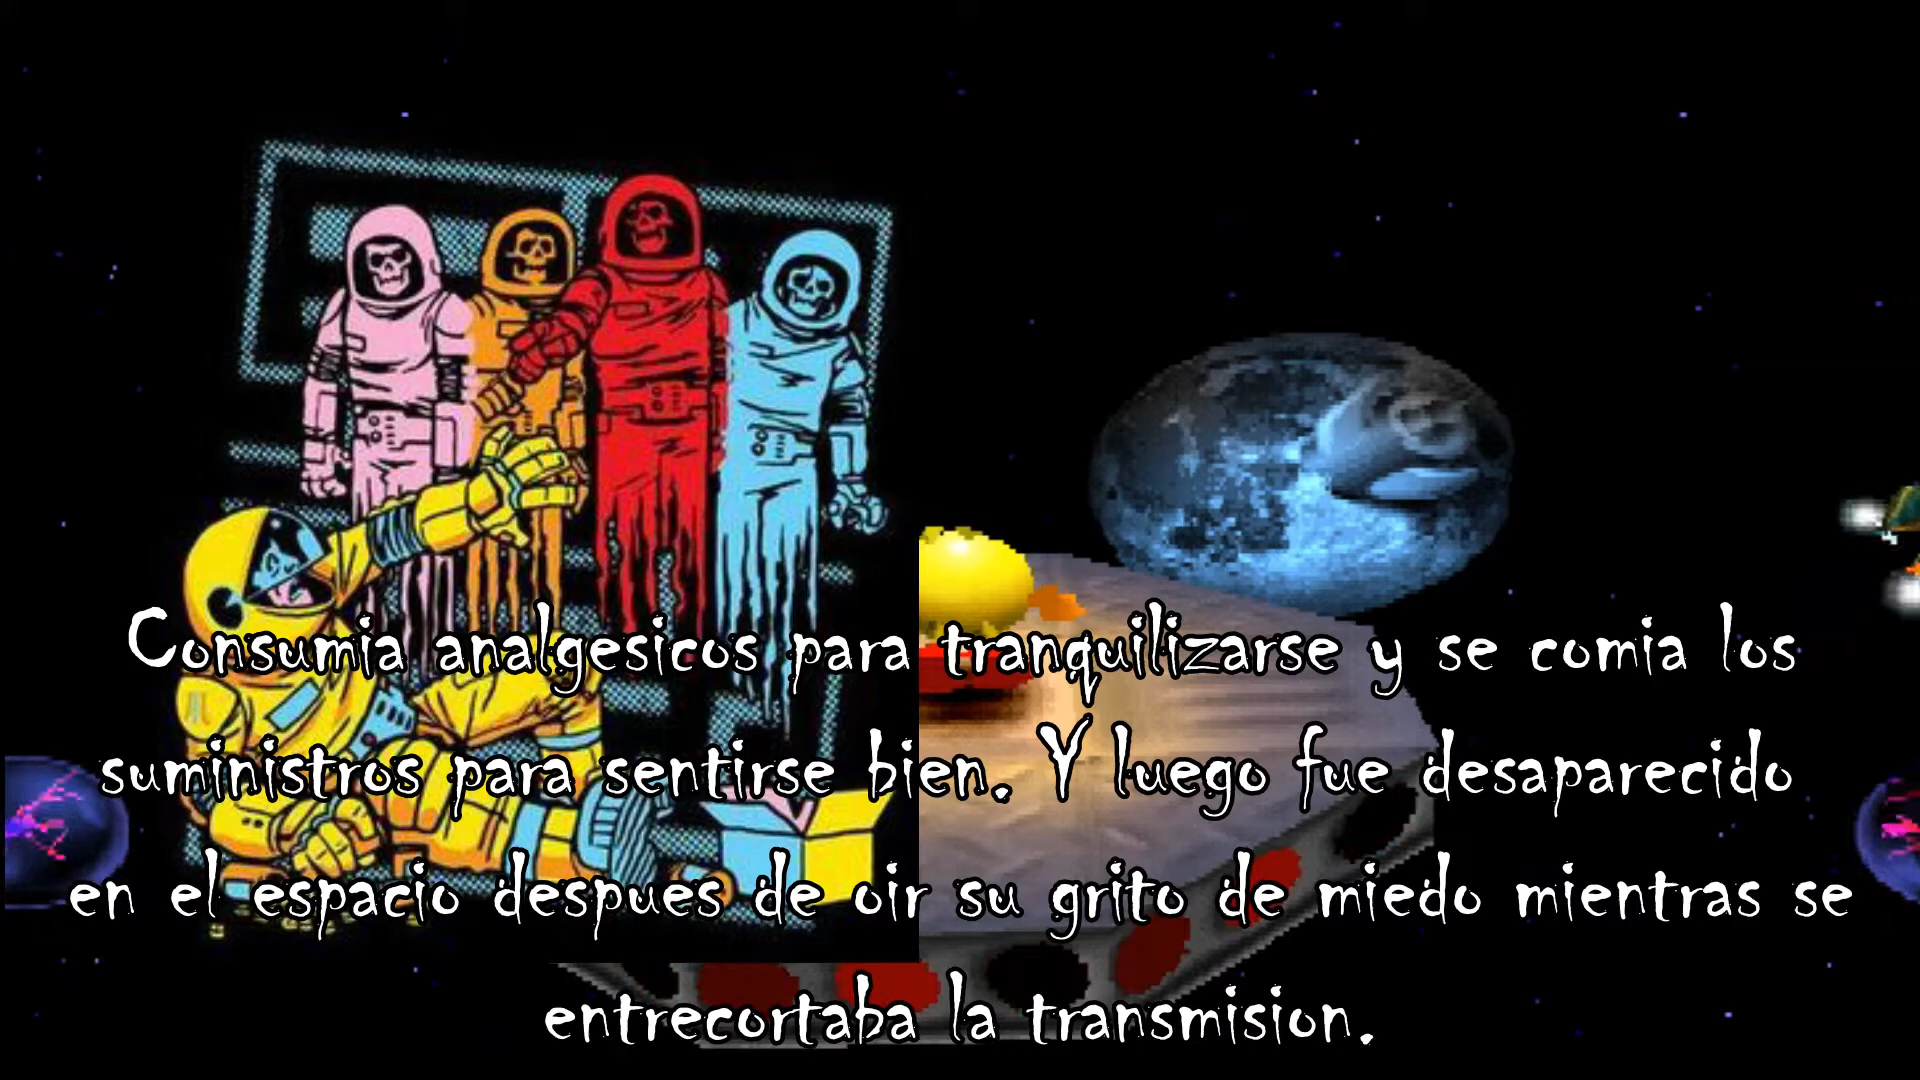 Consumia analgesicos para tranquilizarse y se comia los
suministros para sentirse bien. Y luego fue desaparecido
en el espacio despues de oir su grito de miedo mientras se
entrecortaba la transmision.